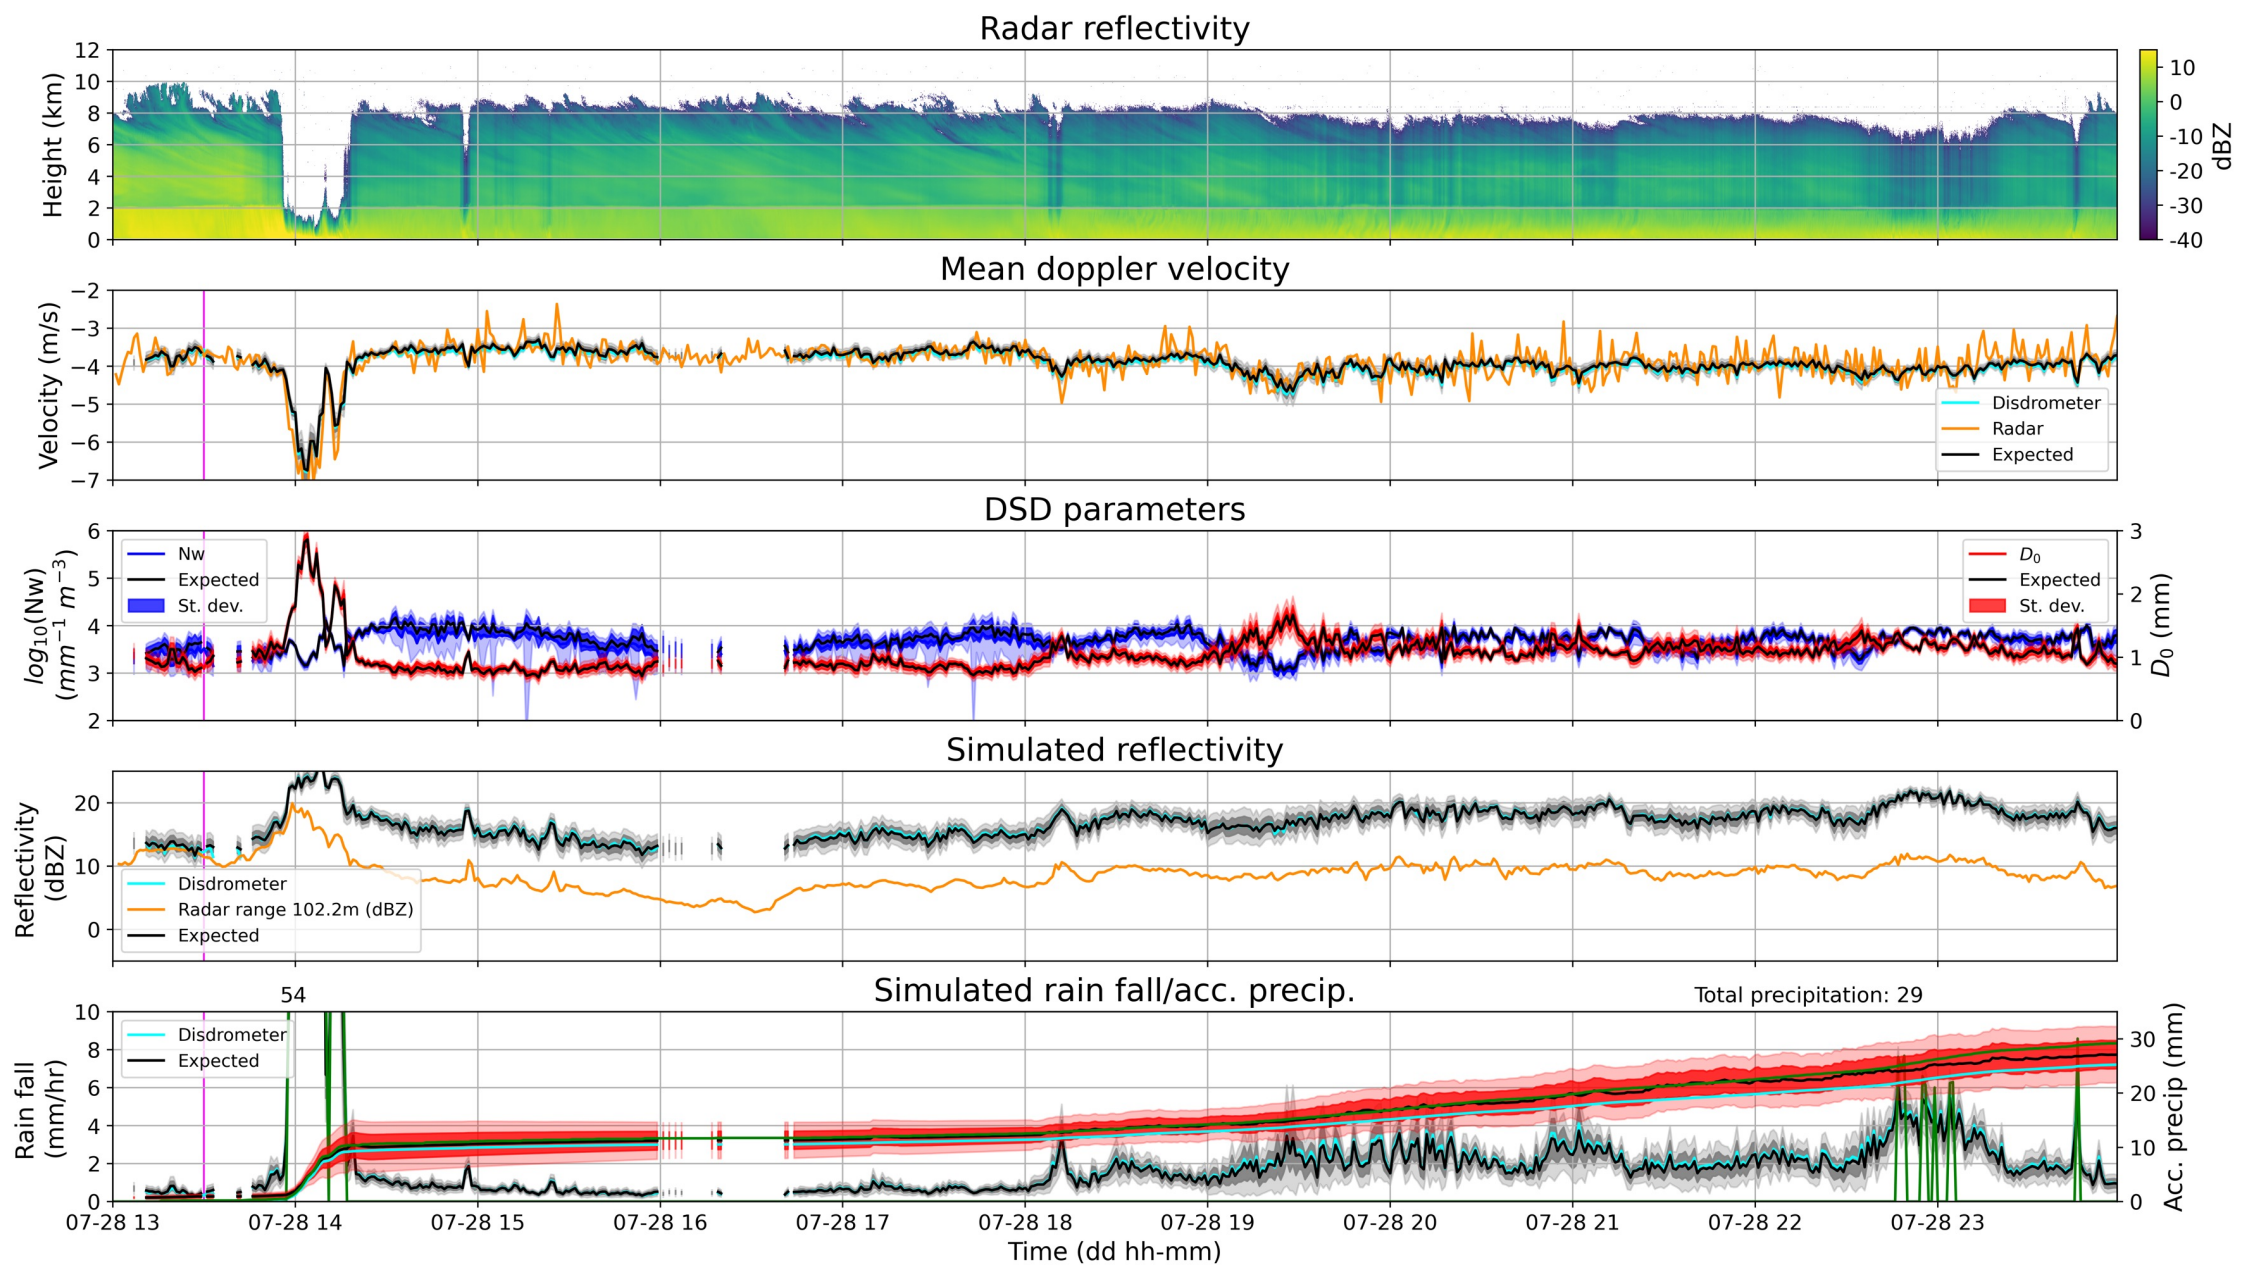 Radar reflectivity
12
10
8
6
4
2
0
Height (km)
10
0
-10
-20
-30
-40
dBZ
Mean doppler velocity
−2
−3
−4
−5
−6
−7
Velocity (m/s)
Disdrometer
Radar
Expected
DSD parameters
6
5
4
3
2
log10(Nw)
(mm−1 m−3)
Nw
Expected
St. dev.
D0
Expected
St. dev.
3
2
1
0
D0 (mm)
Simulated reflectivity
20
10
0
Reflectivity
(dBZ)
Disdrometer
Radar range 102.2m (dBZ)
Expected
54
Simulated rain fall/acc. precip.
Total precipitation: 29
10
8
6
4
2
0
Rain fall
(mm/hr)
Disdrometer
Expected
30
20
10
0
Acc. precip (mm)
07-28 13
07-28 14
07-28 15
07-28 16
07-28 17
07-28 18
07-28 19
07-28 20
07-28 21
07-28 22
07-28 23
Time (dd hh-mm)